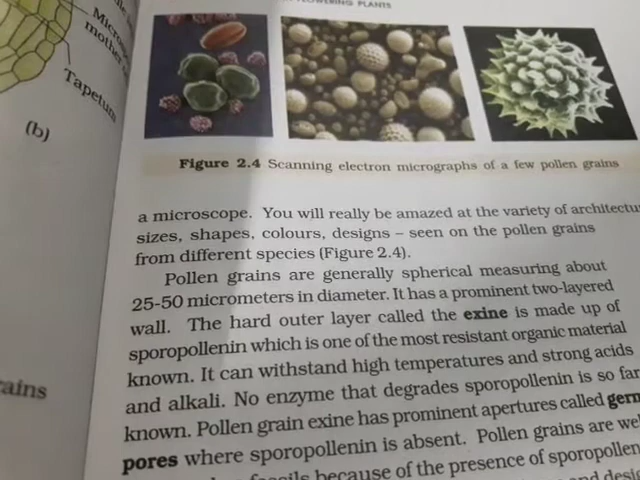 FLOWERING PLANTS
mother
Tapetum
(b)
Figure 2.4 Scanning electron micrographs of a few pollen grains
a microscope. You will really be amazed at the variety of
sizes, shapes, colours, designs – seen on the pollen grains
from different species (Figure 2.4).
Pollen grains are generally spherical measuring about
25-50 micrometers in diameter. It has a prominent two-layered
wall. The hard outer layer called the exine is made up of
sporopollenin which is one of the most resistant organic material
known. It can withstand high temperatures and strong acids
and alkali. No enzyme that degrades sporopollenin is so far
known. Pollen grain exine has prominent apertures called germ
pores where sporopollenin is absent. Pollen grains are
because of the presence of
ains